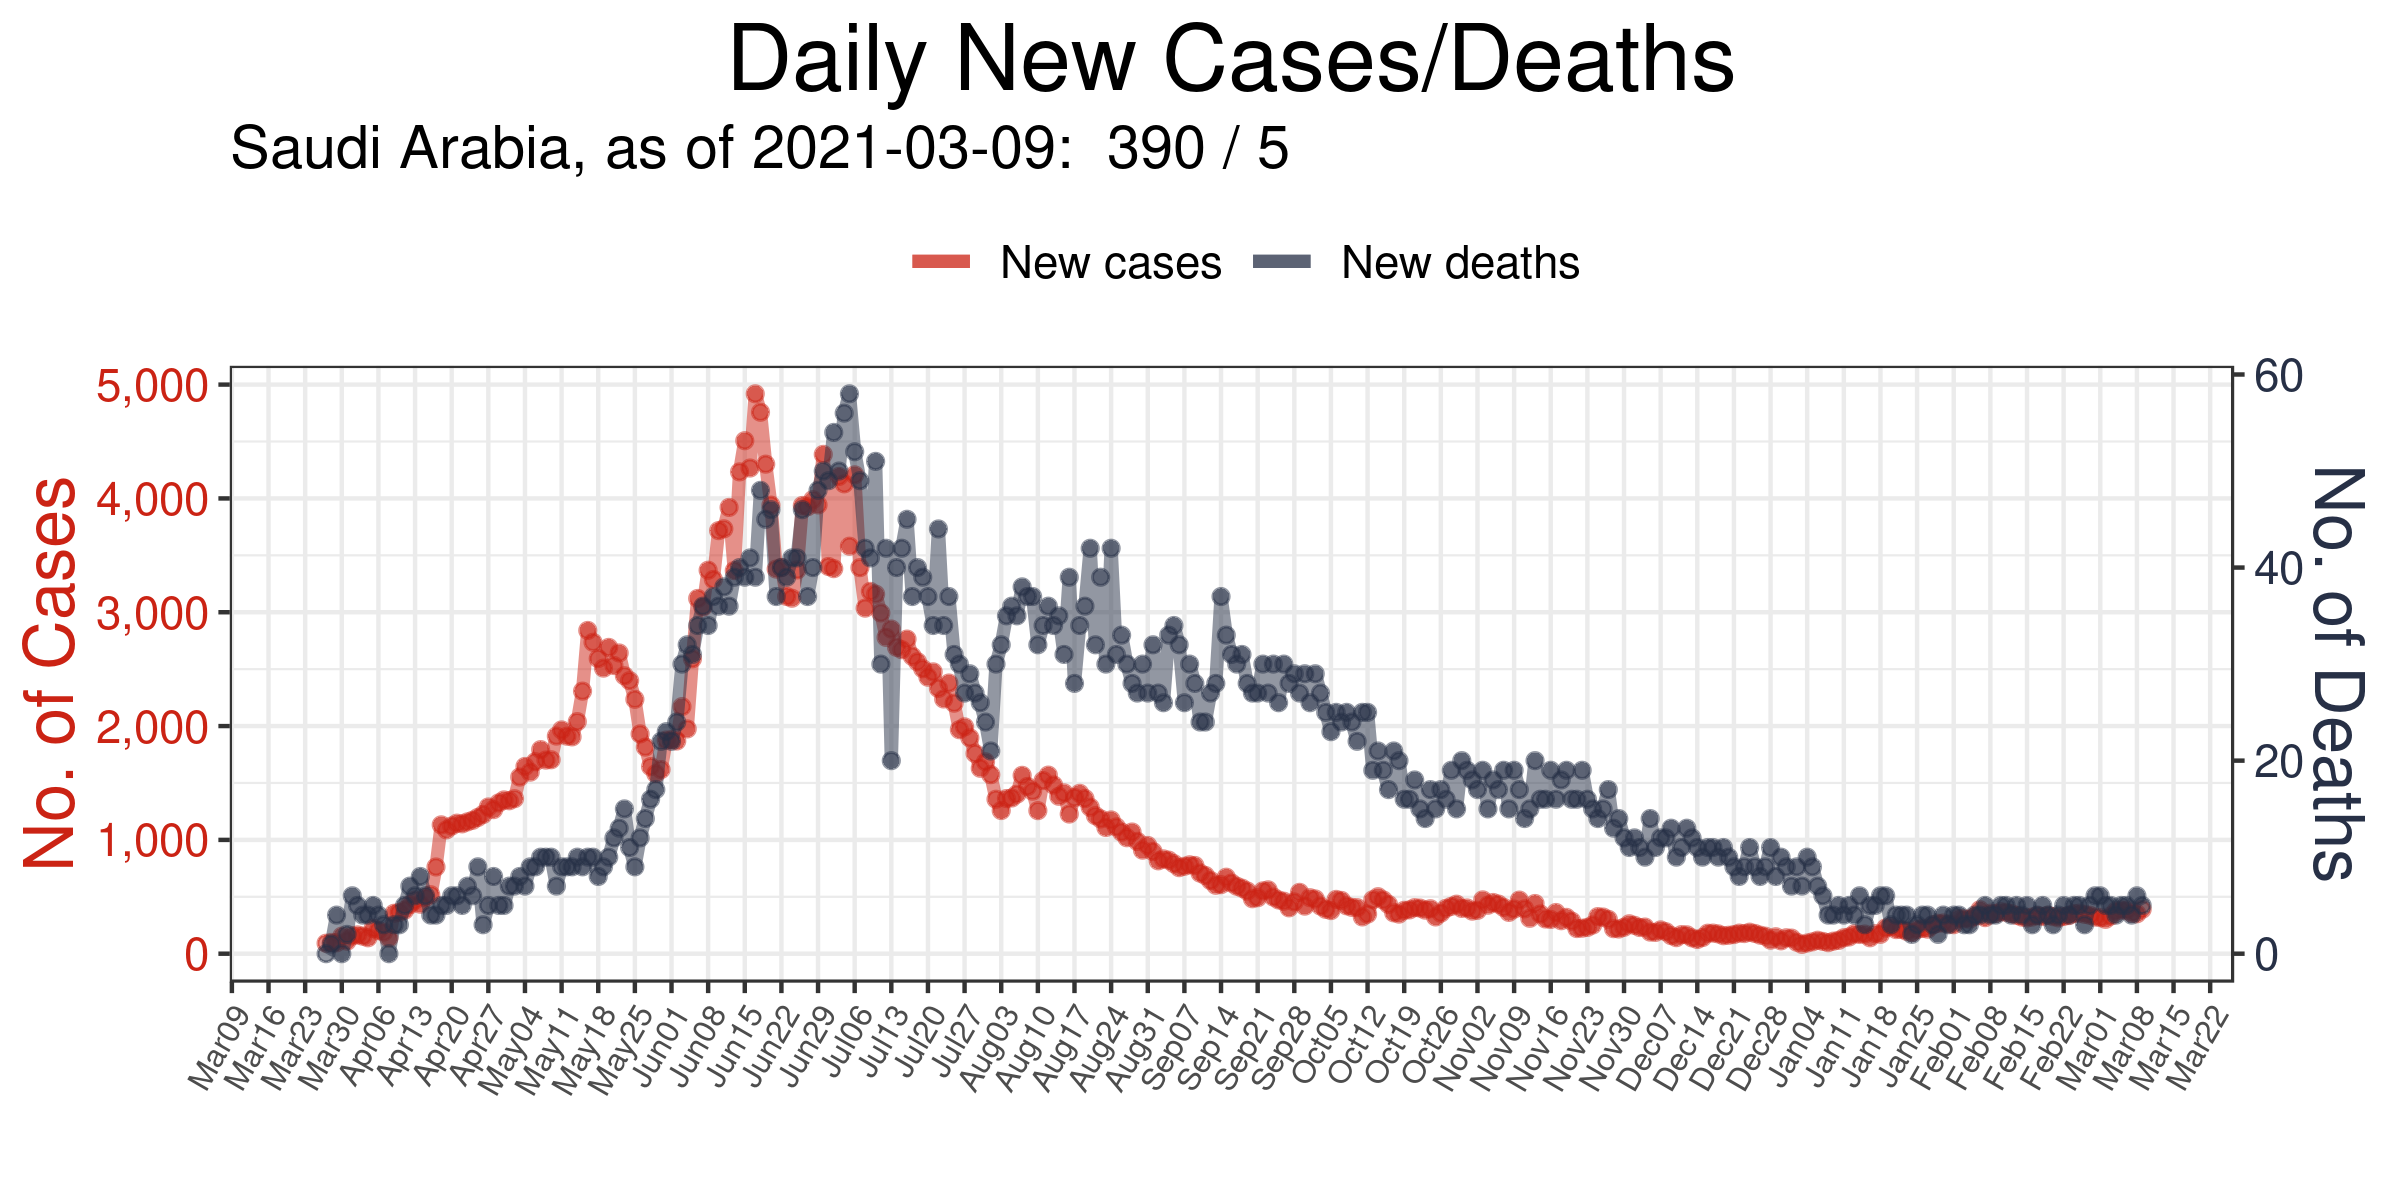 Daily New Cases/Deaths
Saudi Arabia, as of 2021-03-09:  390 / 5
New cases New deaths
No. of Cases
5,000
4,000
3,000
2,000
1,000
0
60
40
20
0
No. of Deaths
Mar09 Mar16 Mar23 Mar30 Apr06 Apr13 Apr20 Apr27 May04 May11 May18 May25 Jun01 Jun08 Jun15 Jun22 Jun29 Jul06 Jul13 Jul20 Jul27 Aug03 Aug10 Aug17 Aug24 Aug31 Sep07 Sep14 Sep21 Sep28 Oct05 Oct12 Oct19 Oct26 Nov02 Nov09 Nov16 Nov23 Nov30 Dec07 Dec14 Dec21 Dec28 Jan04 Jan11 Jan18 Jan25 Feb01 Feb08 Feb15 Feb22 Mar01 Mar08 Mar15 Mar22